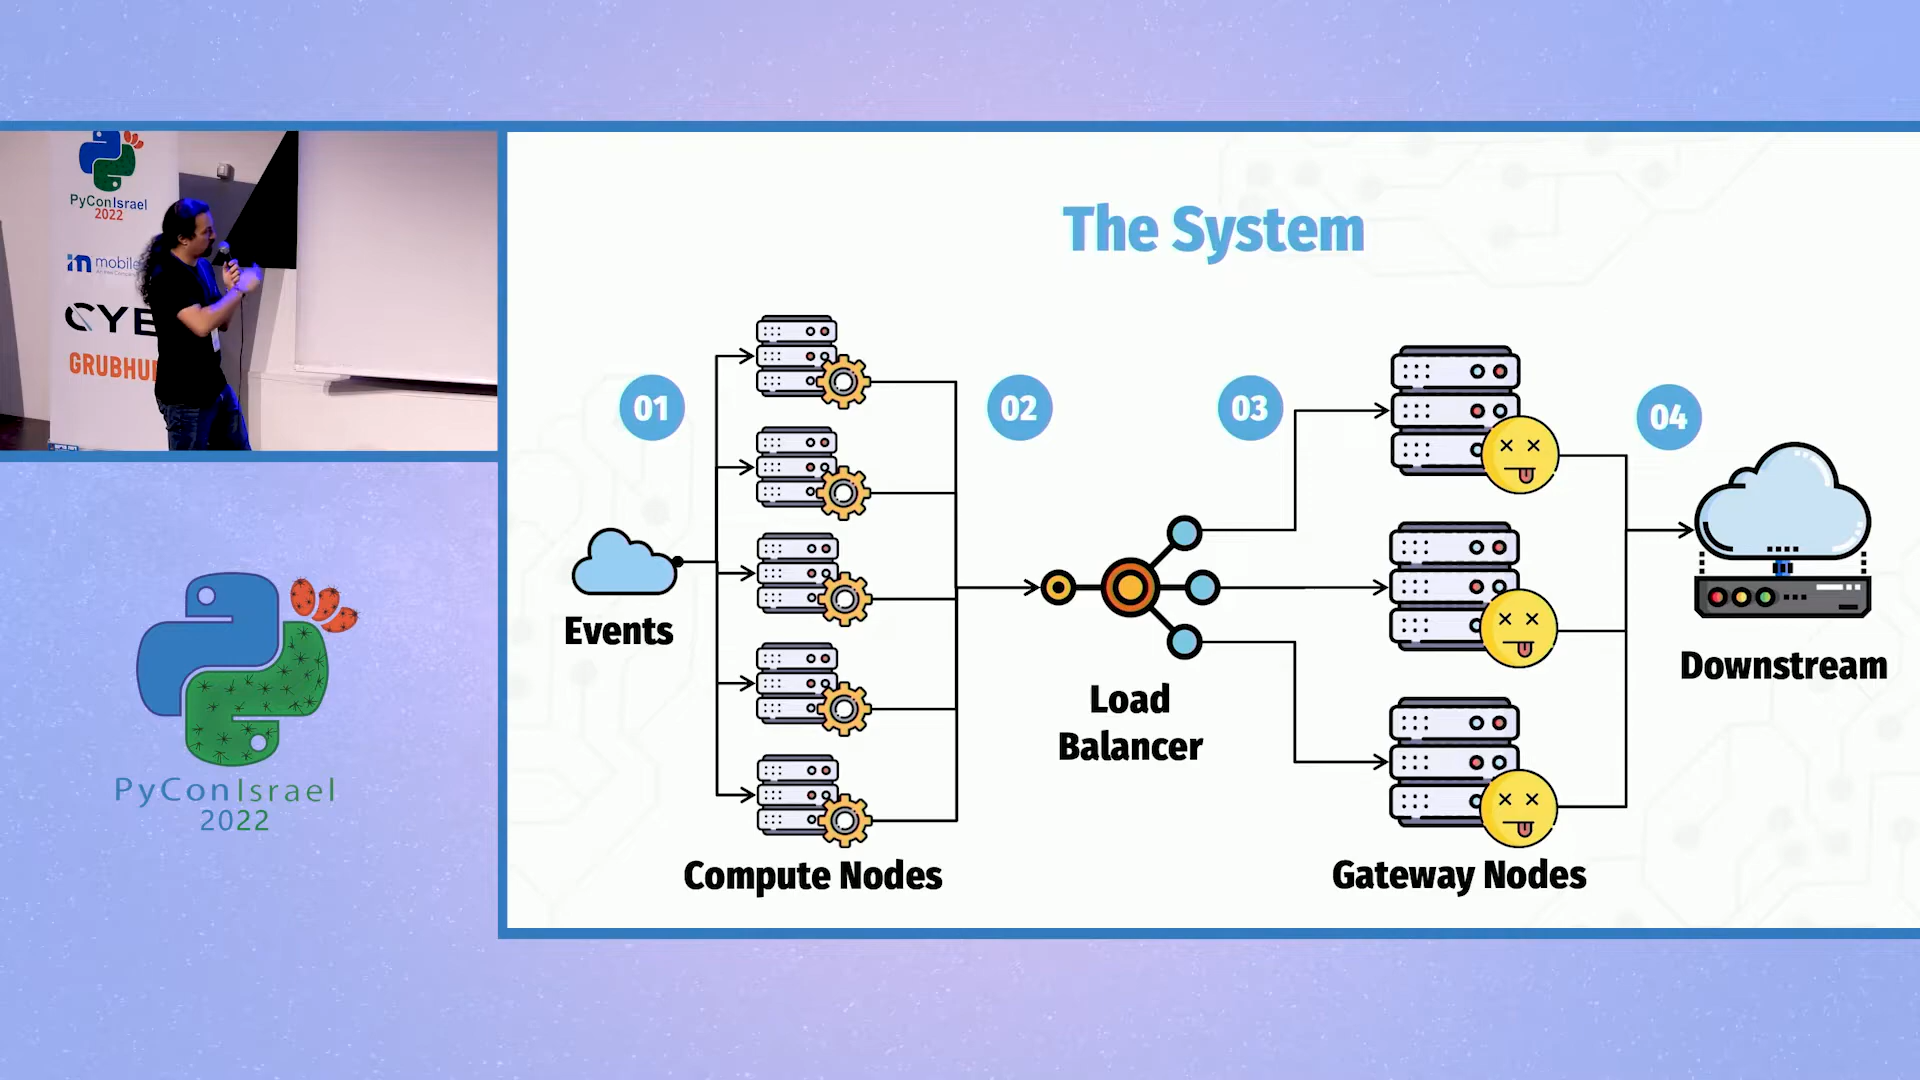 PyConIsrael
2022
mobile
CYE
GRUBHU
PyConIsrael
2022
The System
01
02
03
04
Events
Compute Nodes
Load
Balancer
Gateway Nodes
Downstream